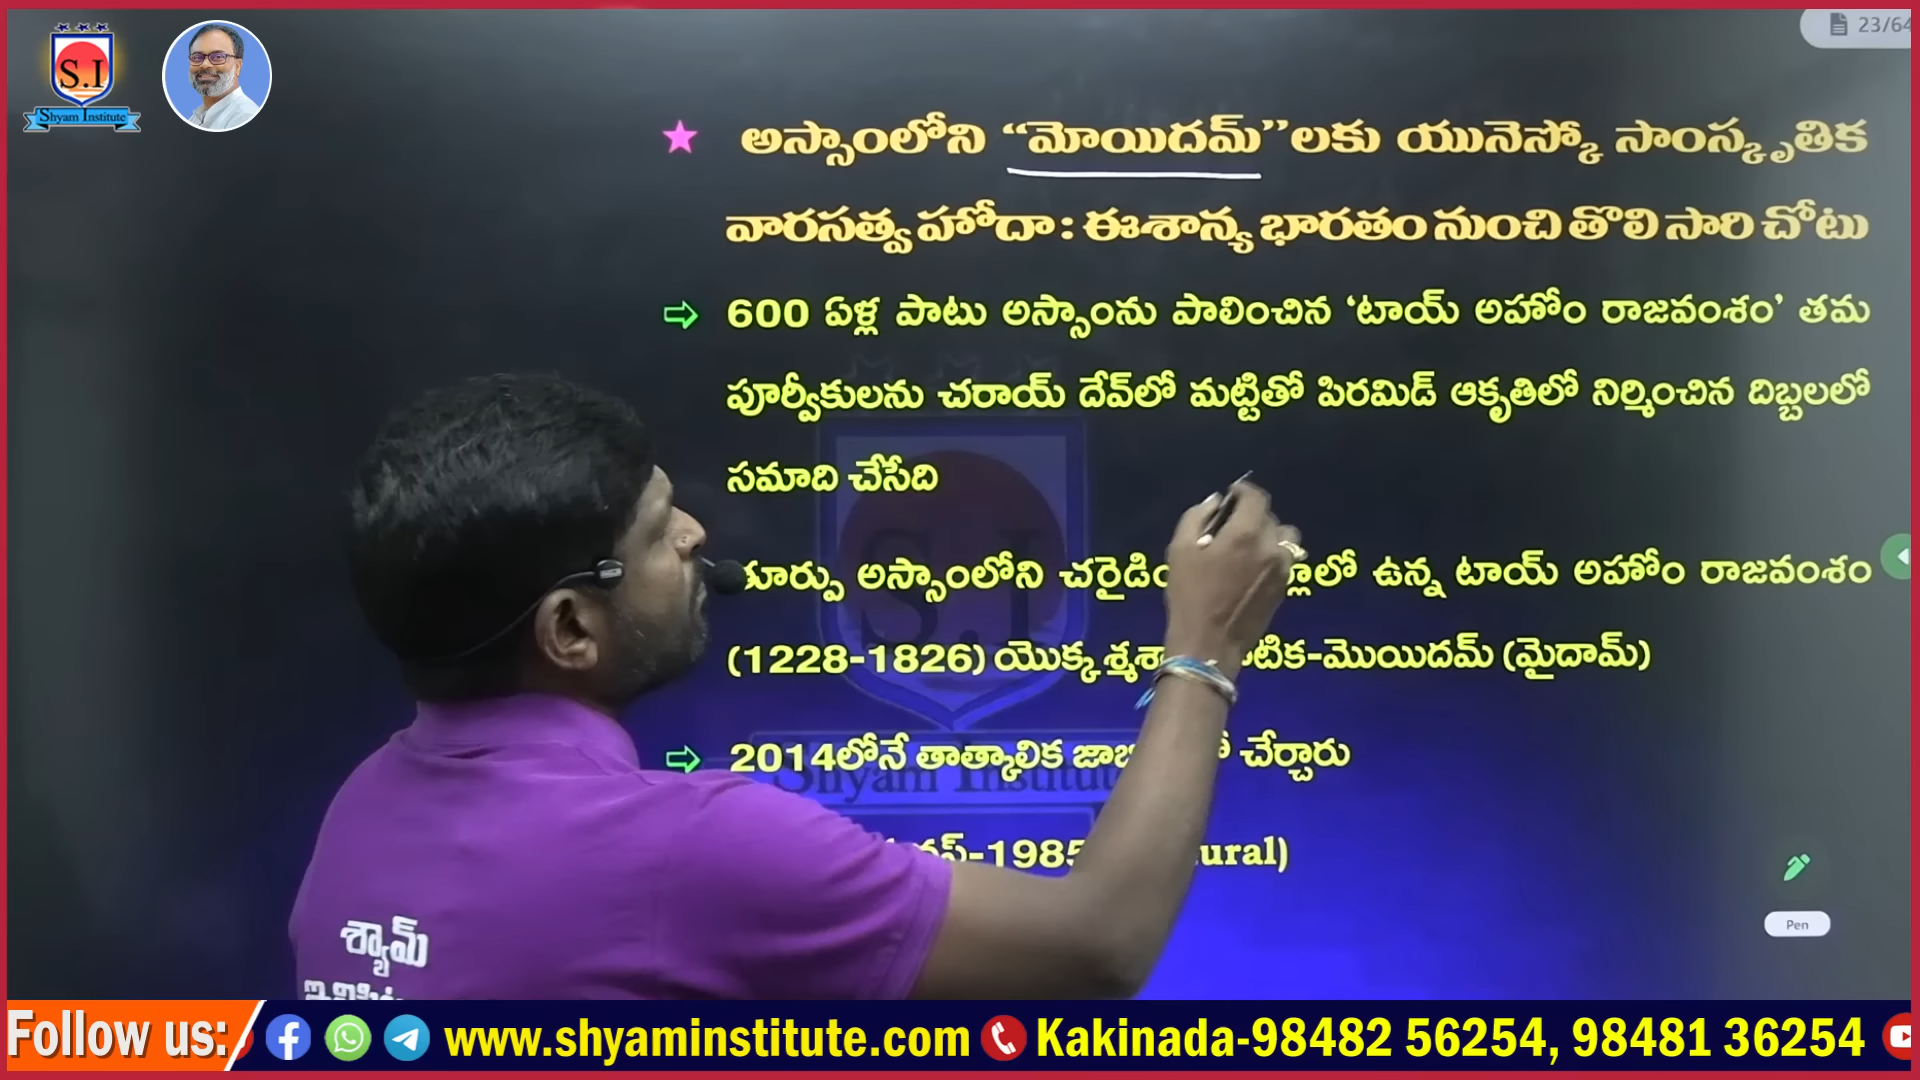 S.I
Shyam Institute
23/64
★ అస్సాంలోని “మోయిదమ్”లకు యునెస్కో సాంస్కృతిక
వారసత్వ హోదా : ఈశాన్య భారతం నుంచి తొలి సారి చోటు
⇨ 600 ఏళ్ల పాటు అస్సాంను పాలించిన ‘టాయ్ అహోం రాజవంశం’ తమ
పూర్వీకులను చరాయ్ దేవ్‌లో మట్టితో పిరమిడ్ ఆకృతిలో నిర్మించిన దిబ్బలలో
సమాది చేసేది
అస్సాంలోని ఉన్న టాయ్ అహోం రాజవంశం
(1228-1826) యొక్క -మొయిదమ్ (మైదామ్)
⇨ 2014లోనే తాత్కాలిక చేర్చారు
Pen
శ్యామ్
Follow us:
www.shyaminstitute.com
Kakinada-98482 56254, 98481 36254